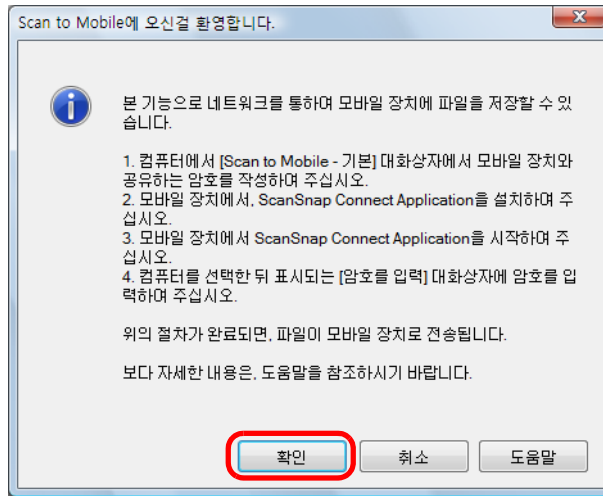 Scan to Mobile에 오신걸 환영합니다.
본 기능으로 네트워크를 통하여 모바일 장치에 파일을 저장할 수 있
습니다.
1. 컴퓨터에서 [Scan to Mobile - 기본] 대화상자에서 모바일 장치와
공유하는 암호를 작성하여 주십시오.
2. 모바일 장치에서, ScanSnap Connect Application을 설치하여 주
십시오.
3. 모바일 장치에서 ScanSnap Connect Application을 시작하여 주
십시오.
4. 컴퓨터를 선택한 뒤 표시되는 [암호를 입력] 대화상자에 암호를 입
력하여 주십시오.
위의 절차가 완료되면, 파일이 모바일 장치로 전송됩니다.
보다 자세한 내용은, 도움말을 참조하시기 바랍니다.
확인 취소 도움말